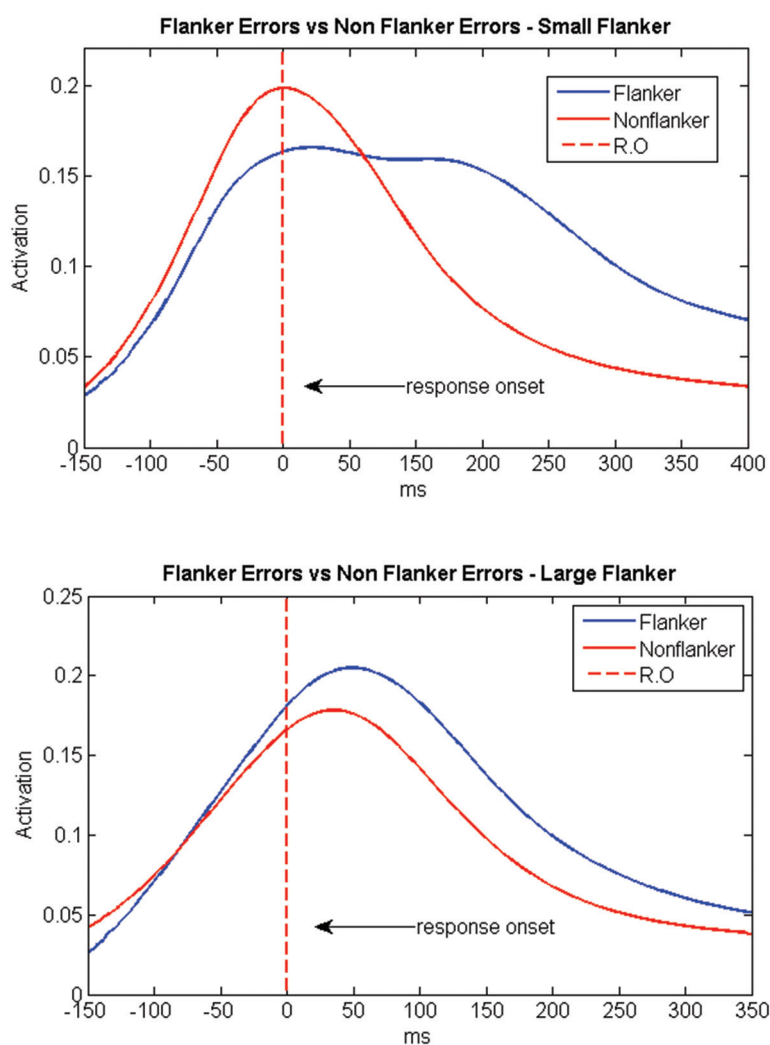 Flanker Errors vs Non Flanker Errors - Small Flanker
0.2
0.15
0.1
0.05
0
Activation
Flanker
Nonflanker
R.O
response onset
-150 -100 -50 0 50 100 150 200 250 300 350 400
ms
Flanker Errors vs Non Flanker Errors - Large Flanker
0.25
0.2
0.15
0.1
0.05
0
Activation
Flanker
Nonflanker
R.O
response onset
-150 -100 -50 0 50 100 150 200 250 300 350
ms